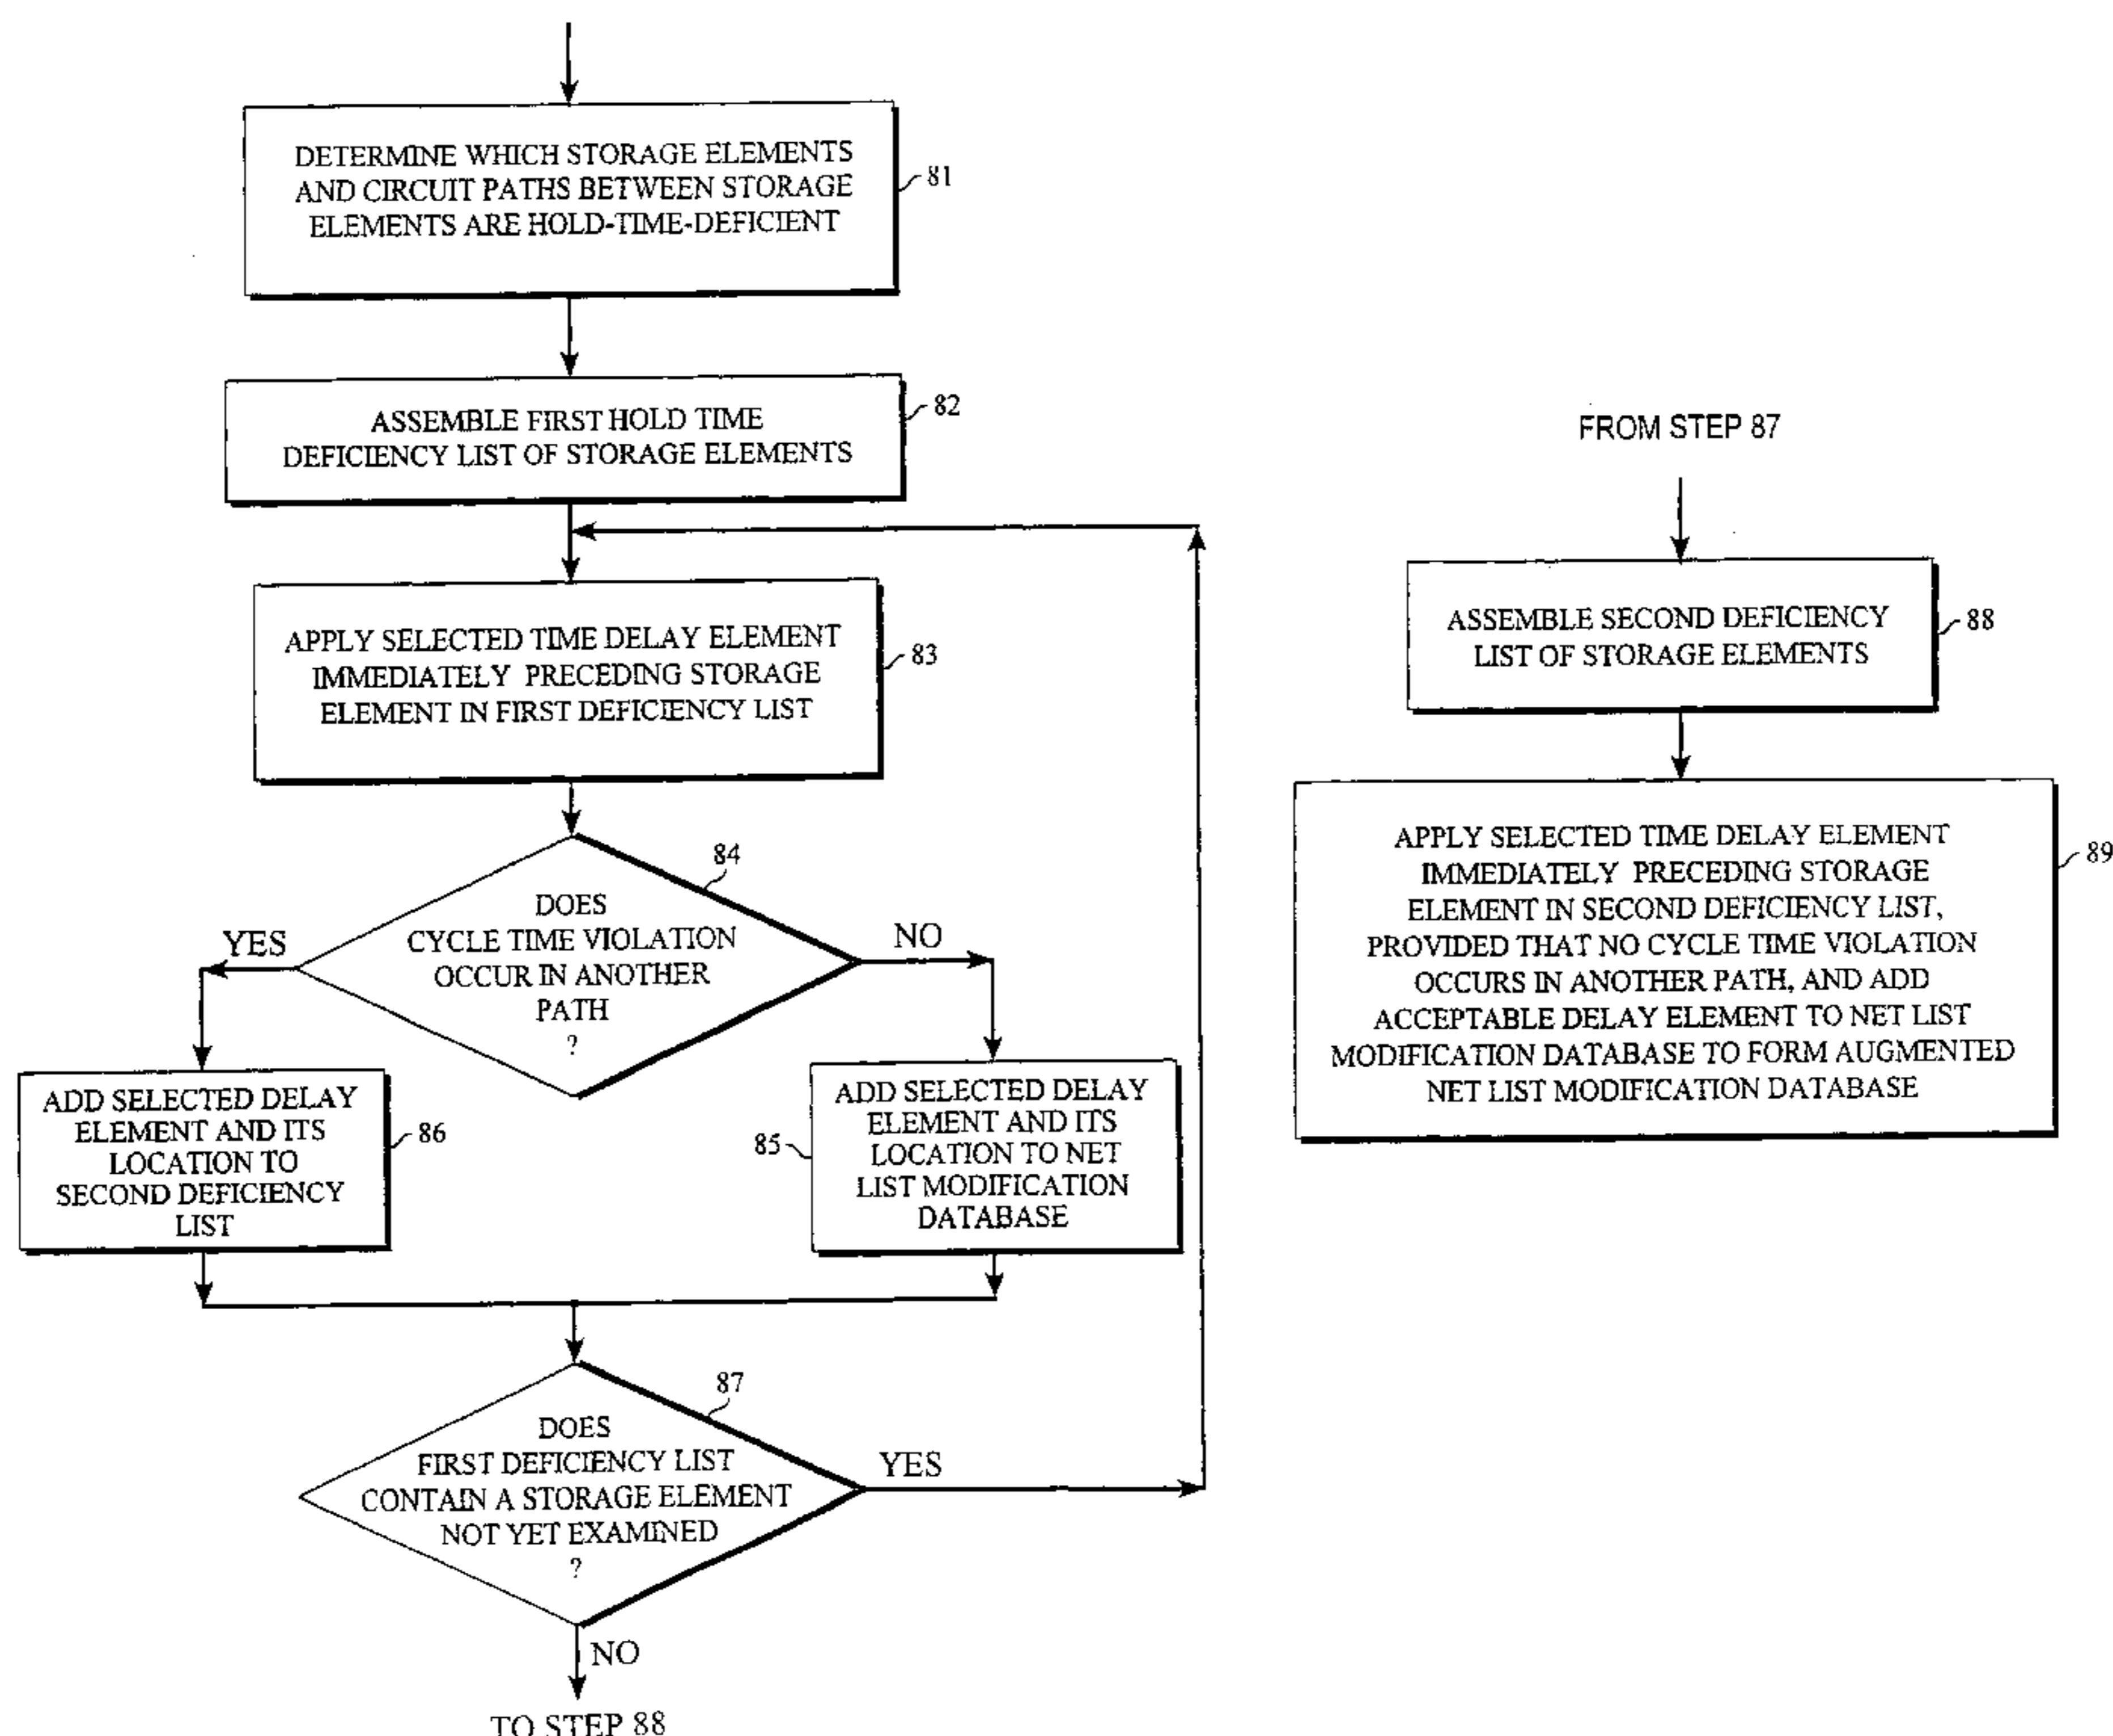 DETERMINE WHICH STORAGE ELEMENTS
AND CIRCUIT PATHS BETWEEN STORAGE
ELEMENTS ARE HOLD-TIME-DEFICIENT
81
ASSEMBLE FIRST HOLD TIME
DEFICIENCY LIST OF STORAGE ELEMENTS
82
APPLY SELECTED TIME DELAY ELEMENT
IMMEDIATELY PRECEDING STORAGE
ELEMENT IN FIRST DEFICIENCY LIST
83
84
DOES
CYCLE TIME VIOLATION
OCCUR IN ANOTHER
PATH
?
YES
NO
ADD SELECTED DELAY
ELEMENT AND ITS
LOCATION TO
SECOND DEFICIENCY
LIST
86
85
ADD SELECTED DELAY
ELEMENT AND ITS
LOCATION TO NET
LIST MODIFICATION
DATABASE
87
DOES
FIRST DEFICIENCY LIST
CONTAIN A STORAGE ELEMENT
NOT YET EXAMINED
?
YES
NO
TO STEP 88
FROM STEP 87
ASSEMBLE SECOND DEFICIENCY
LIST OF STORAGE ELEMENTS
88
APPLY SELECTED TIME DELAY ELEMENT
IMMEDIATELY PRECEDING STORAGE
ELEMENT IN SECOND DEFICIENCY LIST,
PROVIDED THAT NO CYCLE TIME VIOLATION
OCCURS IN ANOTHER PATH, AND ADD
ACCEPTABLE DELAY ELEMENT TO NET LIST
MODIFICATION DATABASE TO FORM AUGMENTED
NET LIST MODIFICATION DATABASE
89